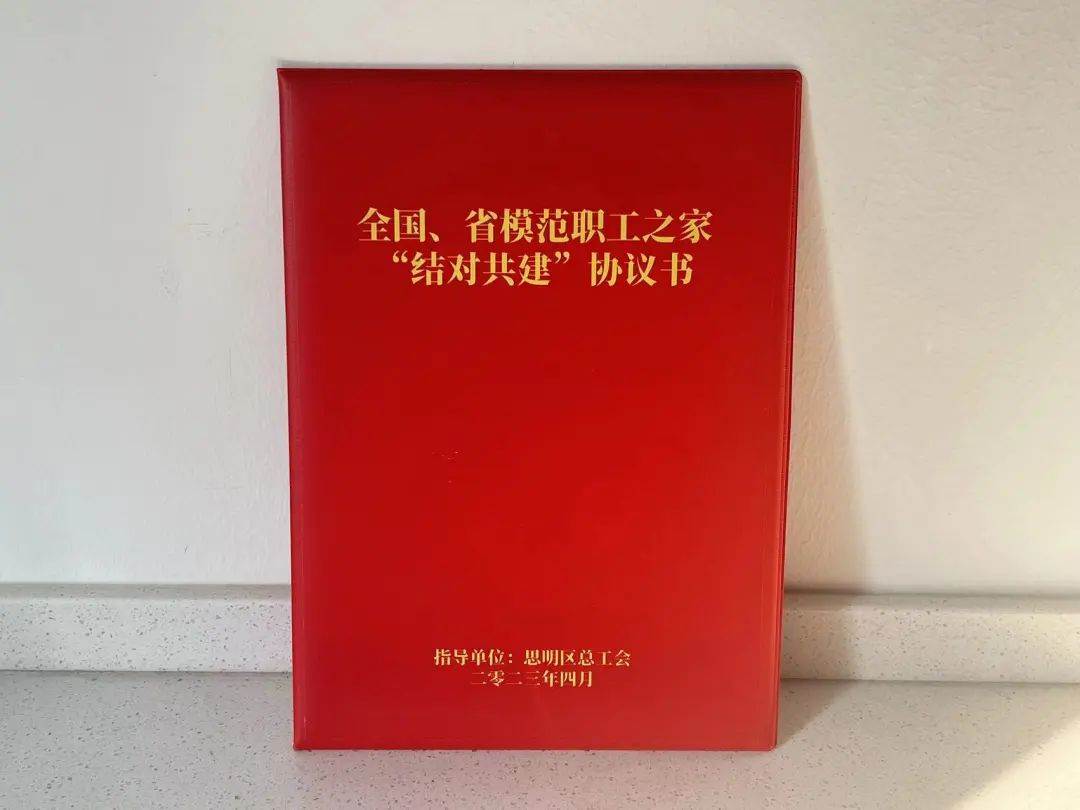 全国、省模范职工之家
“结对共建”协议书
指导单位：思明区总工会
二零二三年四月